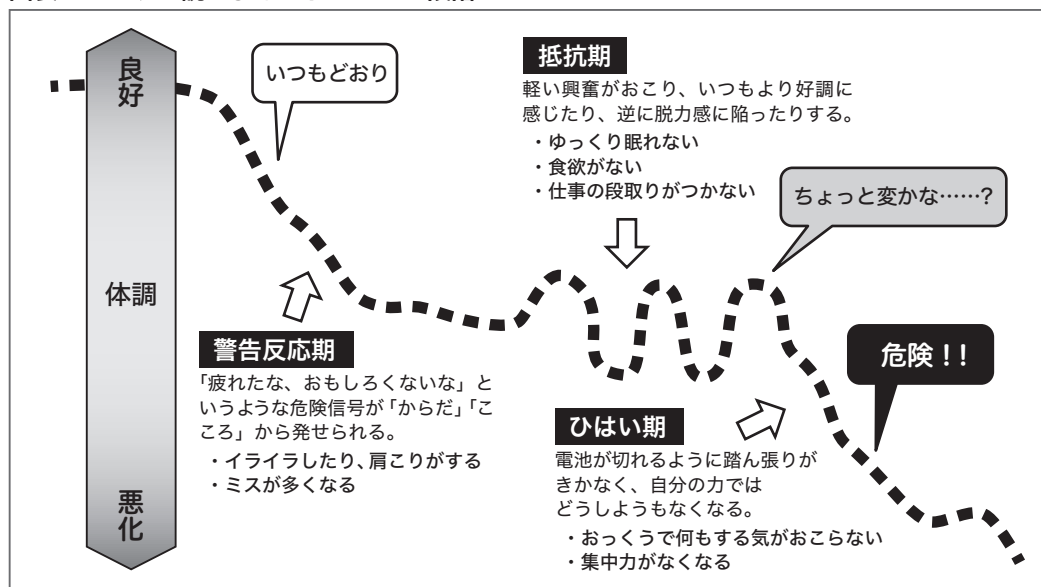 良好
体調
悪化
いつもどおり
警告反応期
「疲れたな、おもしろくないな」と
いうような危険信号が「からだ」「こ
ころ」から発せられる。
・イライラしたり、肩こりがする
・ミスが多くなる
抵抗期
軽い興奮がおこり、いつもより好調に
感じたり、逆に脱力感に陥ったりする。
・ゆっくり眠れない
・食欲がない
・仕事の段取りがつかない
ちょっと変かな……?
ひはい期
電池が切れるように踏ん張りが
きかなく、自分の力では
どうしようもなくなる。
・おっくうで何もする気がおこらない
・集中力がなくなる
危険!!